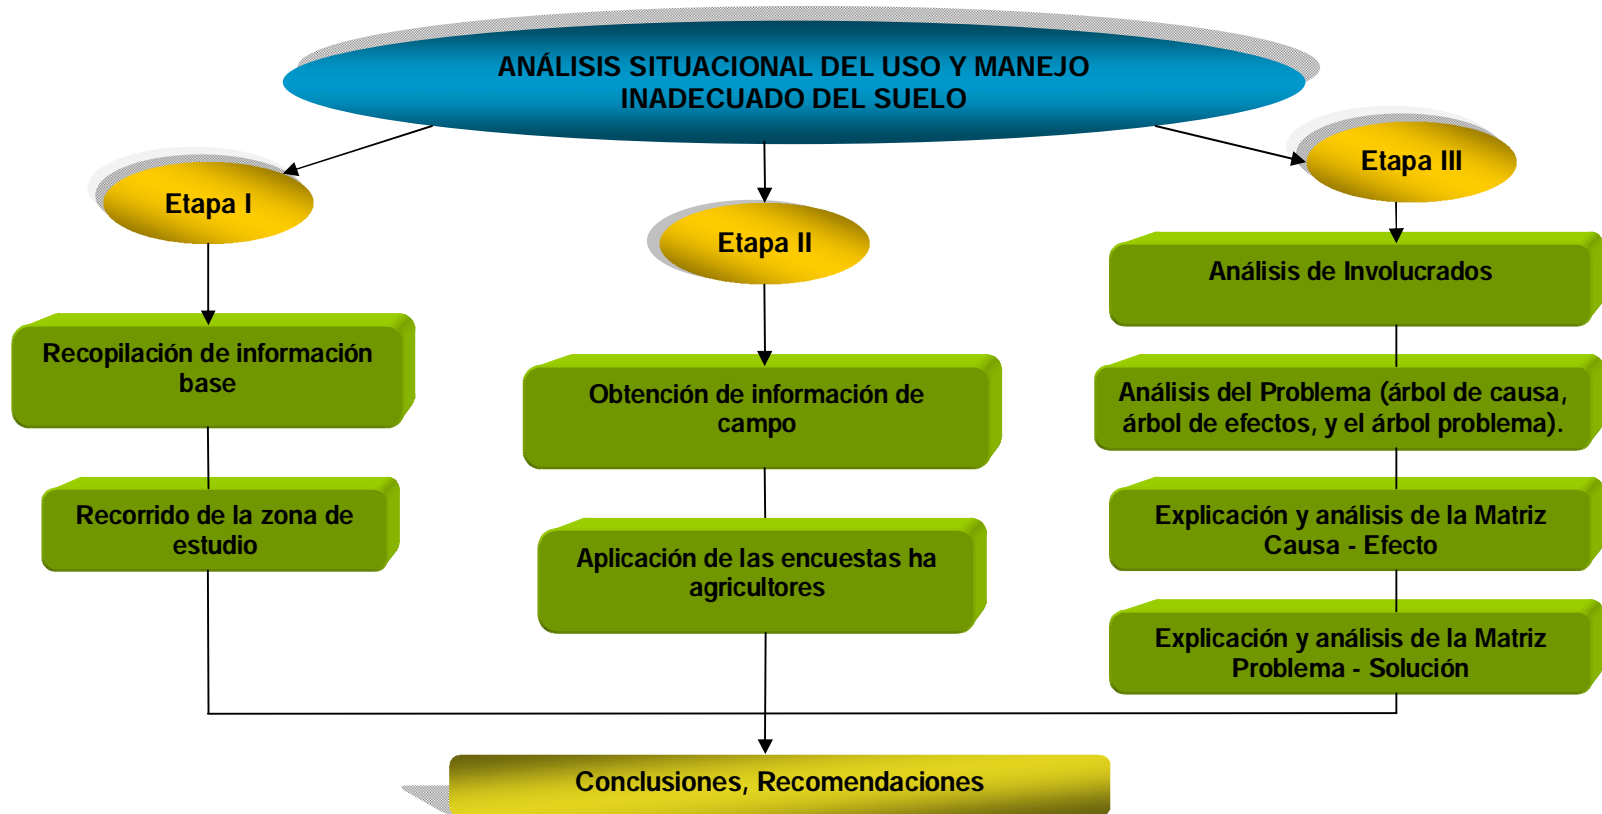 ANÁLISIS SITUACIONAL DEL USO Y MANEJO
INADECUADO DEL SUELO
Etapa I
Recopilación de información
base
Recorrido de la zona de
estudio
Etapa II
Obtención de información de
campo
Aplicación de las encuestas ha
agricultores
Etapa III
Análisis de Involucrados
Análisis del Problema (árbol de causa,
árbol de efectos, y el árbol problema).
Explicación y análisis de la Matriz
Causa - Efecto
Explicación y análisis de la Matriz
Problema - Solución
Conclusiones, Recomendaciones